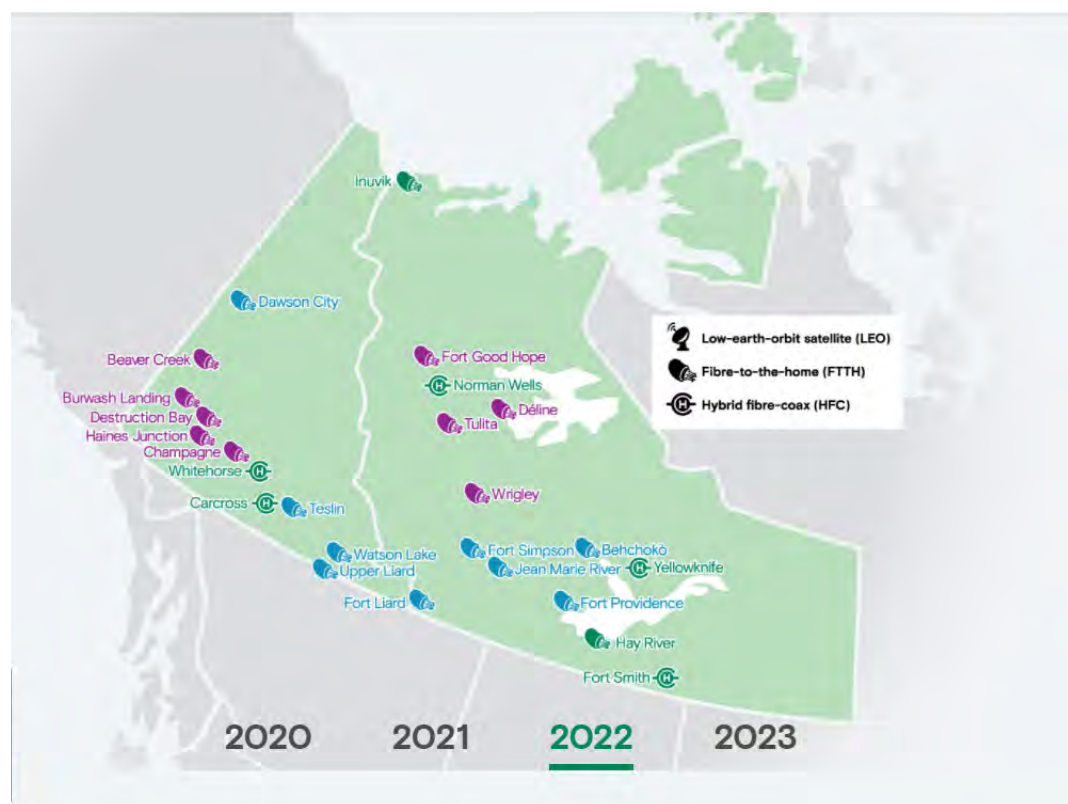 Inuvik
Dawson City
Beaver Creek
Fort Good Hope
Norman Wells
Burwash Landing
Destruction Bay
Déline
Tulita
Haines Junction
Champagne
Whitehorse
Wrigley
Carcross
Teslin
Watson Lake
Upper Liard
Fort Simpson
Behchokò
Jean Marie River
Yellowknife
Fort Liard
Fort Providence
Hay River
Fort Smith
Low-earth-orbit satellite (LEO)
Fibre-to-the-home (FTTH)
H Hybrid fibre-coax (HFC)
2020 2021 2022 2023